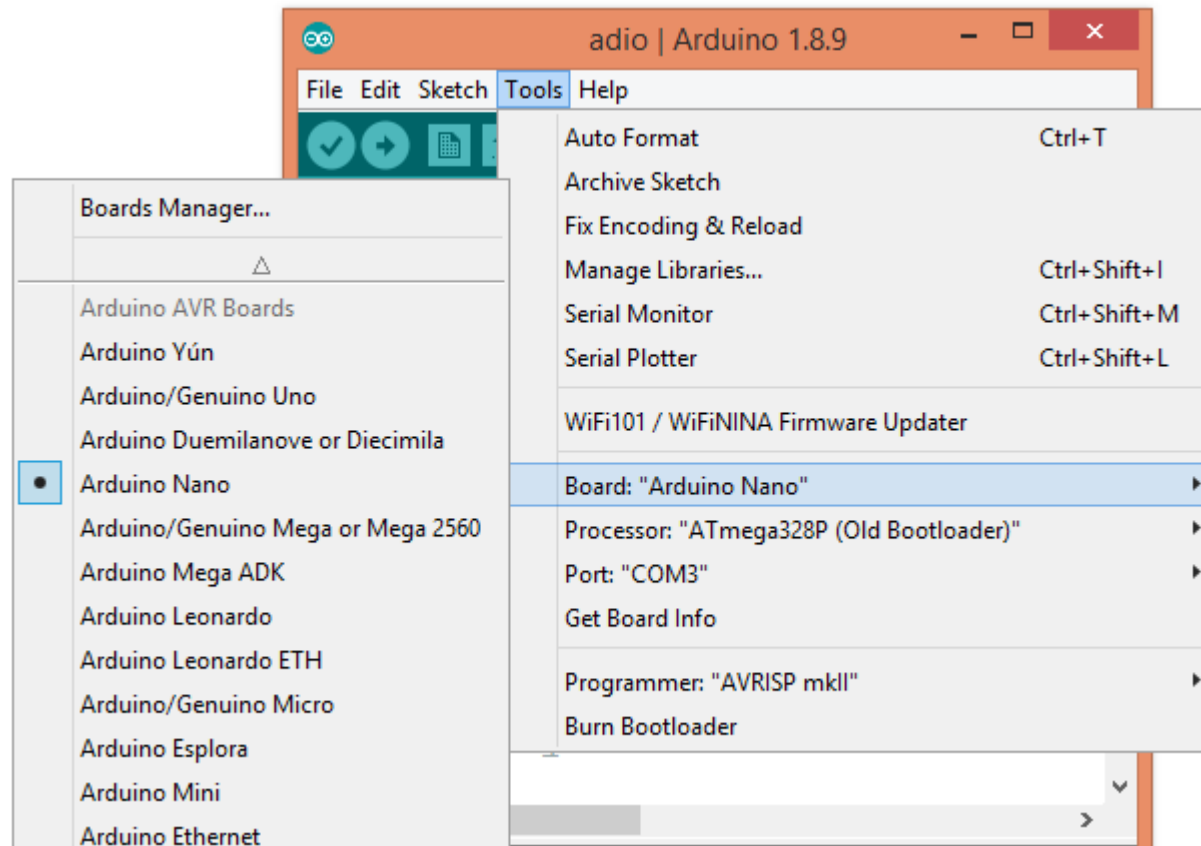 adio | Arduino 1.8.9
File Edit Sketch Tools Help
Auto Format Ctrl+T
Archive Sketch
Fix Encoding & Reload
Manage Libraries... Ctrl+Shift+I
Serial Monitor Ctrl+Shift+M
Serial Plotter Ctrl+Shift+L
WiFi101 / WiFiNINA Firmware Updater
Board: "Arduino Nano"
Processor: "ATmega328P (Old Bootloader)"
Port: "COM3"
Get Board Info
Programmer: "AVRISP mkII"
Burn Bootloader
Boards Manager...
Arduino AVR Boards
Arduino Yún
Arduino/Genuino Uno
Arduino Duemilanove or Diecimila
Arduino Nano
Arduino/Genuino Mega or Mega 2560
Arduino Mega ADK
Arduino Leonardo
Arduino Leonardo ETH
Arduino/Genuino Micro
Arduino Esplora
Arduino Mini
Arduino Ethernet